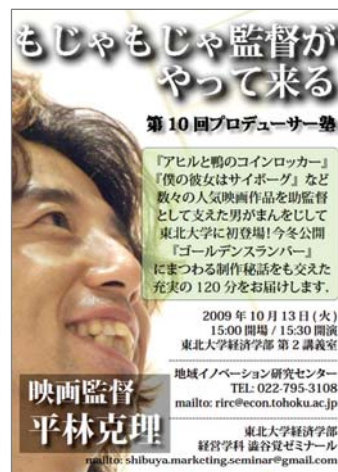 もじゃもじゃ監督が
やって来る
第10回プロデューサー塾
『アヒルと鴨のコインロッカー』
『僕の彼女はサイボーグ』など
数々の人気映画作品を助監督
として支えた男がまんをじして
東北大学に初登場！今冬公開
『ゴールデンスランバー』
にまつわる制作秘話をも交えた
充実の120分をお届けします．
2009年10月13日(火)
15:00開場 / 15:30開演
東北大学経済学部 第2講義室
地域イノベーション研究センター
TEL: 022-795-3108
mailto: rirc@econ.tohoku.ac.jp
映画監督
平林克理
東北大学経済学部
経営学科 澁谷覚ゼミナール
mailto: shibuya.marketing.seminar@gmail.com